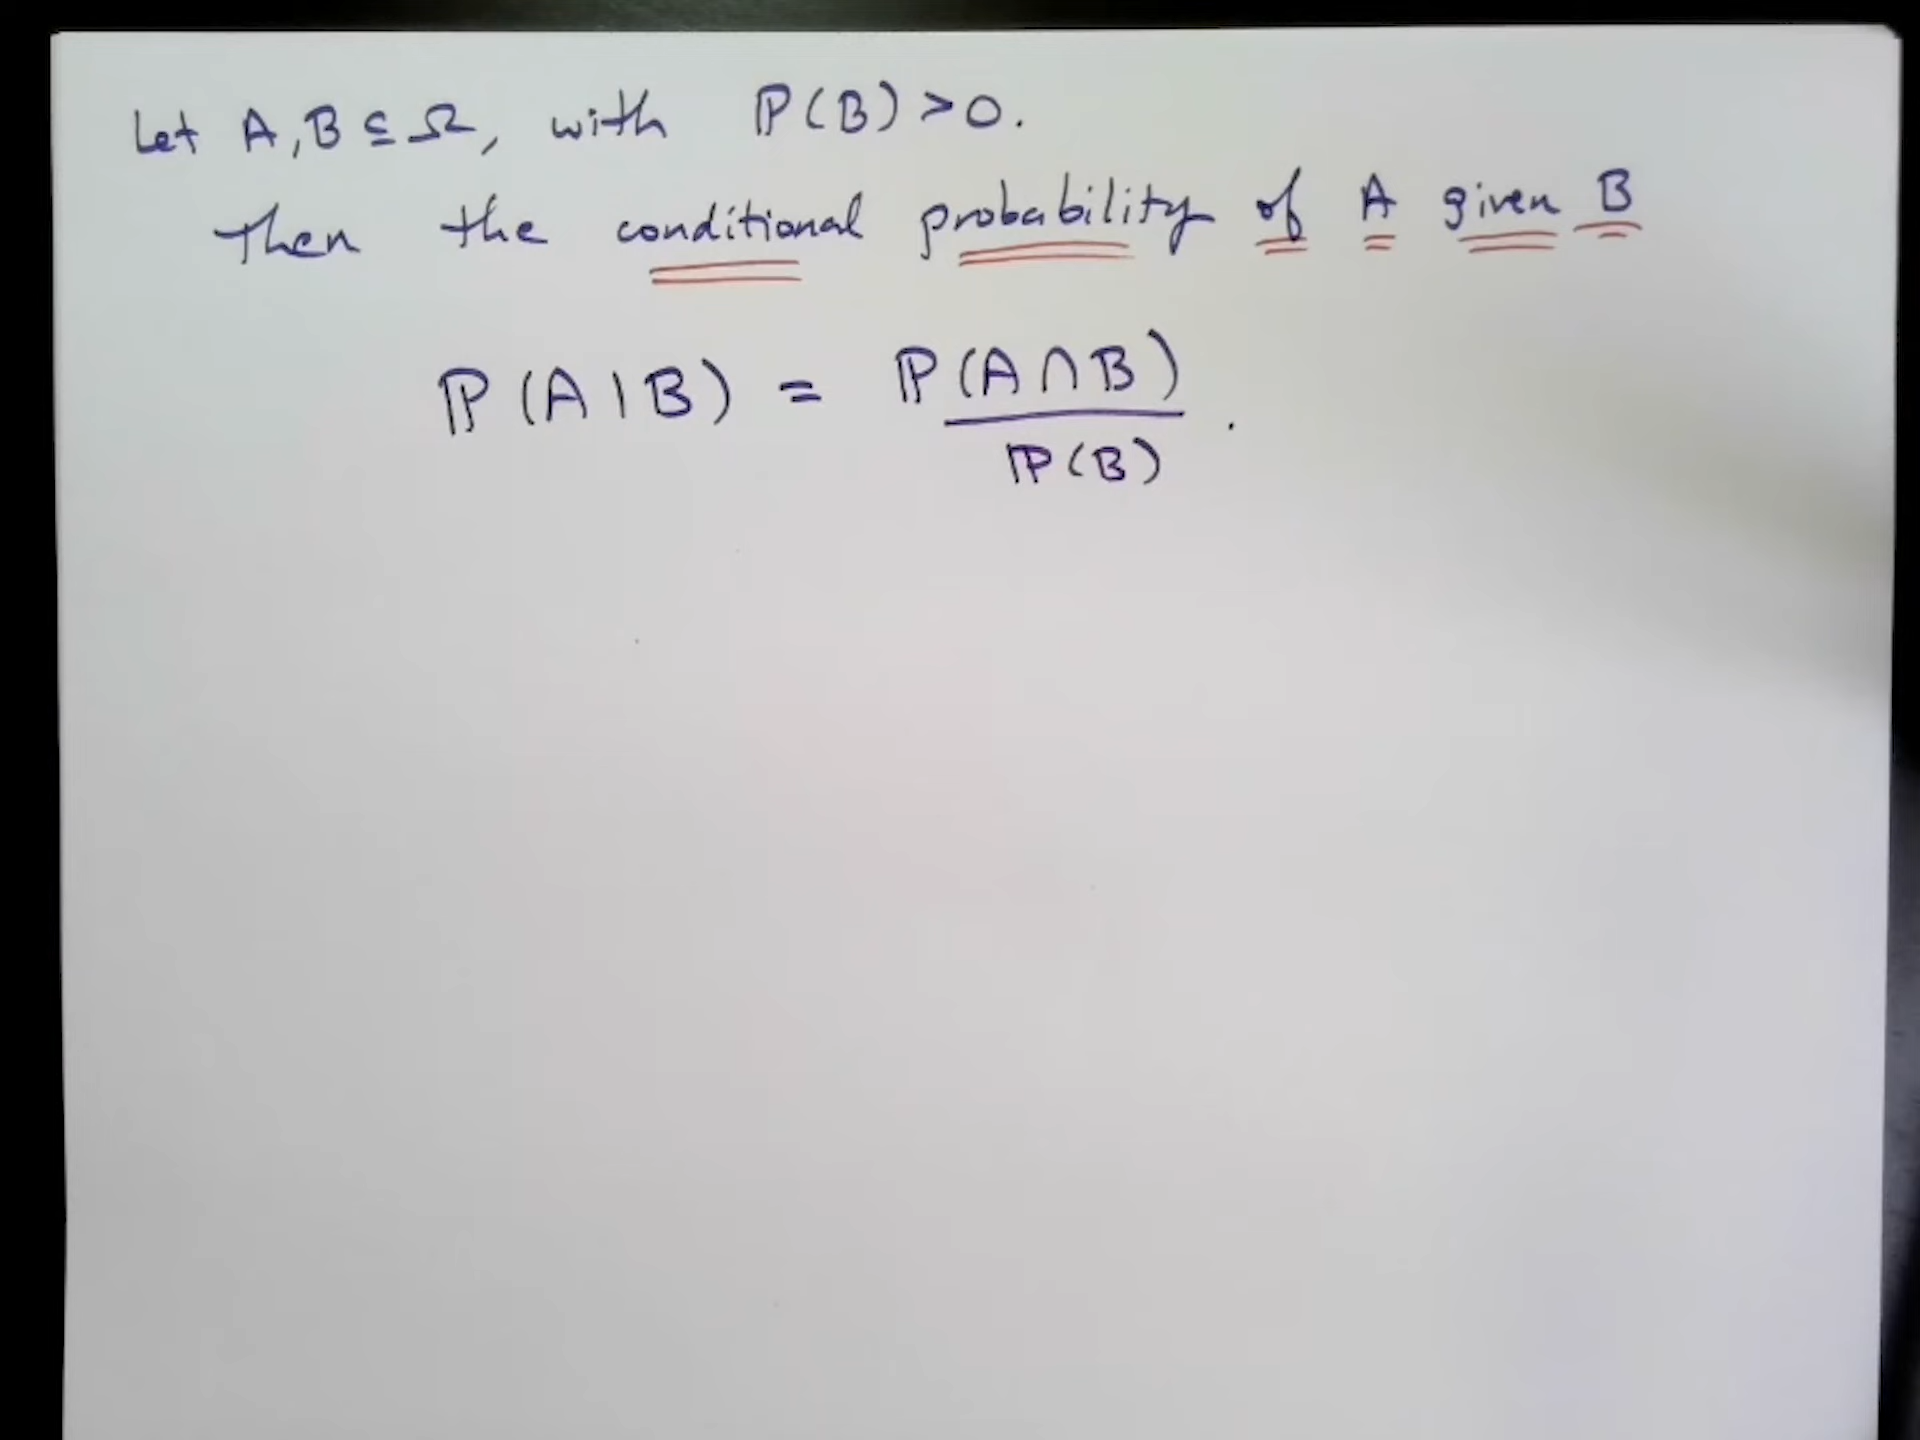 Let A, B ⊆ Ω, with ℙ(B) > 0.
Then the conditional probability of A given B
ℙ(A|B) = ℙ(A∩B) / ℙ(B) .